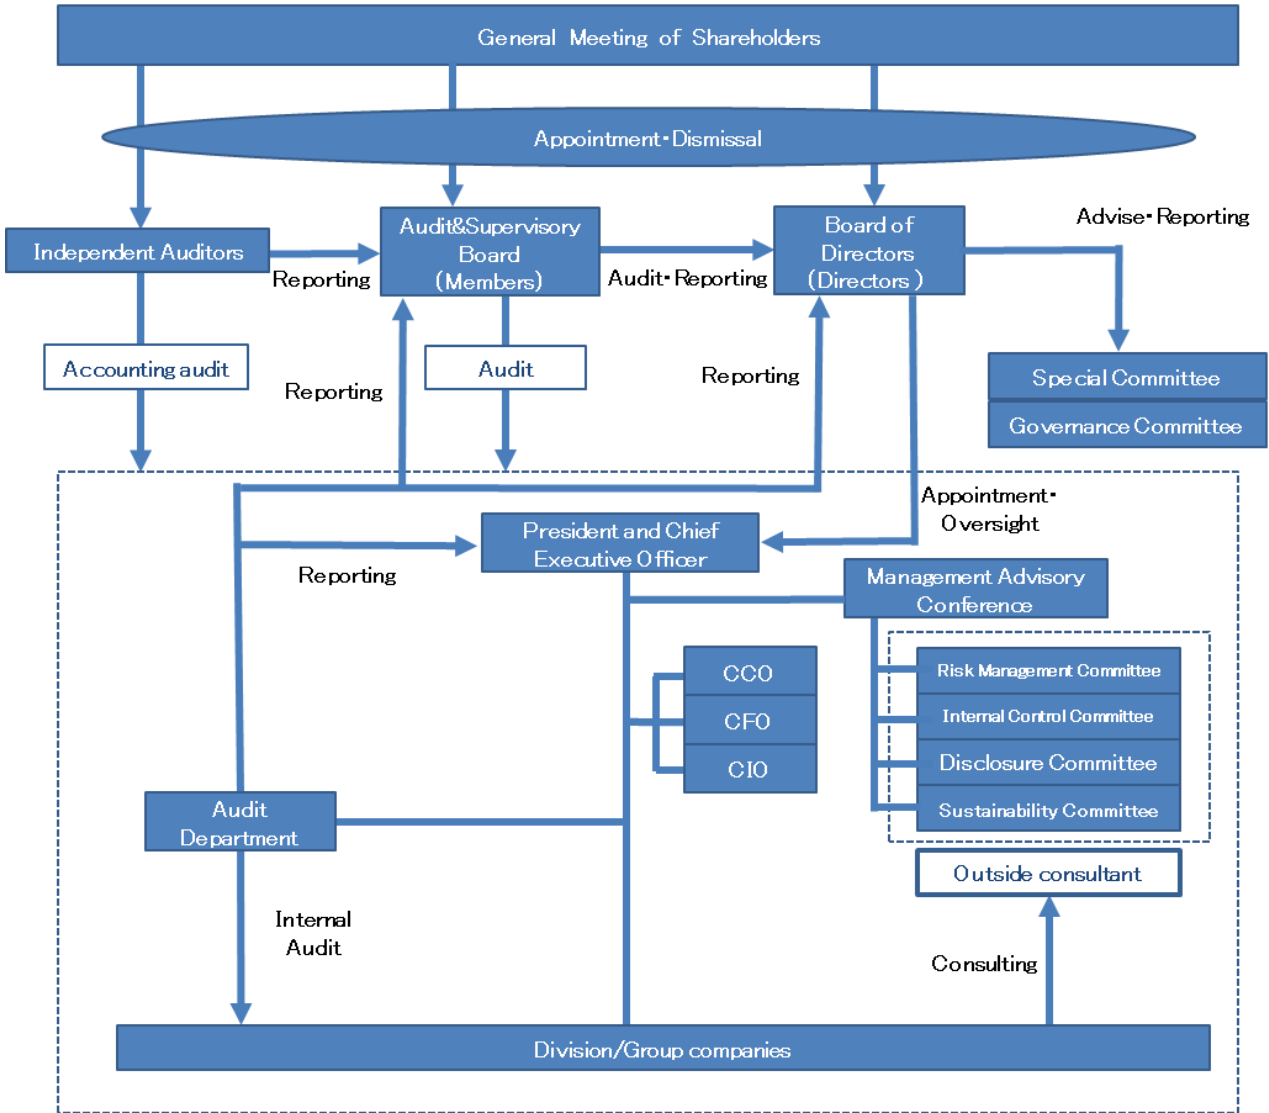 General Meeting of Shareholders
Appointment・Dismissal
Independent Auditors
Reporting
Audit&Supervisory
Board
(Members)
Audit・Reporting
Board of
Directors
(Directors)
Advise・Reporting
Accounting audit
Reporting
Audit
Reporting
Special Committee
Governance Committee
Appointment・
Oversight
President and Chief
Executive Officer
Reporting
Management Advisory
Conference
CCO
CFO
CIO
Risk Management Committee
Internal Control Committee
Disclosure Committee
Sustainability Committee
Audit
Department
Outside consultant
Internal
Audit
Consulting
Division/Group companies